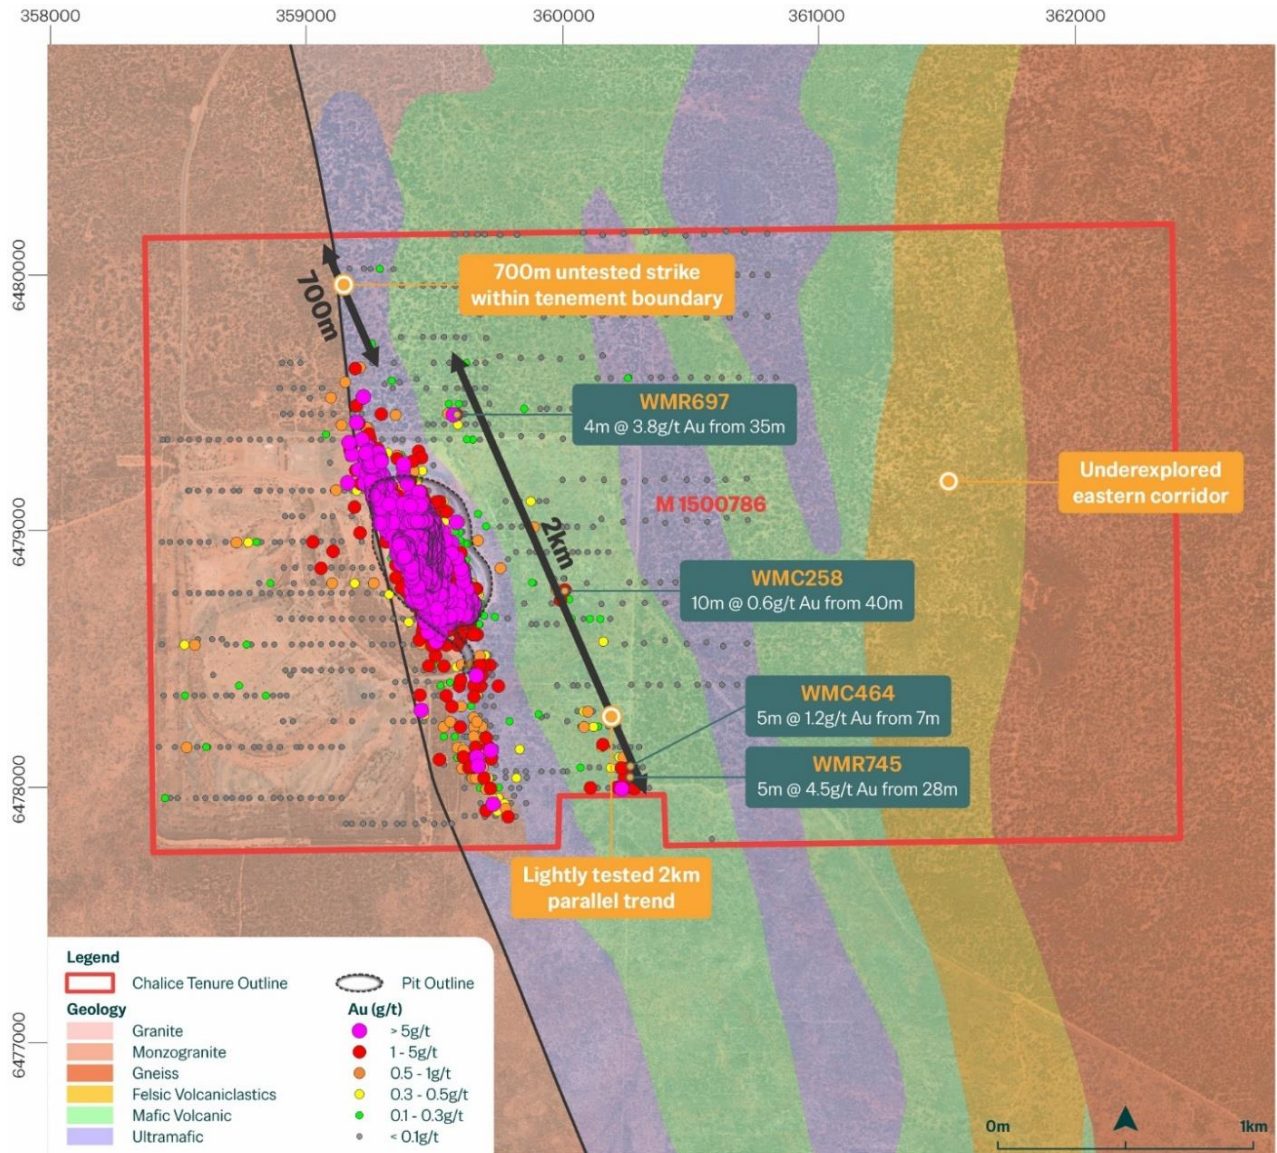 358000
359000
360000
361000
362000
6480000
6479000
6478000
6477000
700m untested strike
within tenement boundary
700m
WMR697
4m @ 3.8g/t Au from 35m
Underexplored
eastern corridor
M 1500786
2km
WMC258
10m @ 0.6g/t Au from 40m
WMC464
5m @ 1.2g/t Au from 7m
WMR745
5m @ 4.5g/t Au from 28m
Lightly tested 2km
parallel trend
Legend
Chalice Tenure Outline
Pit Outline
Geology
Granite
Monzogranite
Gneiss
Felsic Volcaniclastics
Mafic Volcanic
Ultramafic
Au (g/t)
> 5g/t
1 - 5g/t
0.5 - 1g/t
0.3 - 0.5g/t
0.1 - 0.3g/t
< 0.1g/t
0m
1km